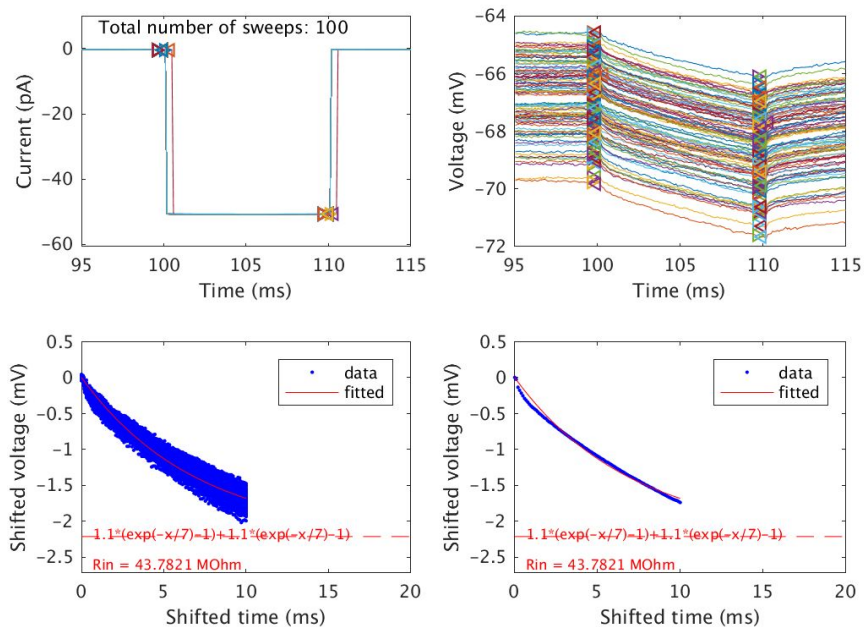 Total number of sweeps: 100
0
−20
−40
−60
Current (pA)
95
100
105
110
115
Time (ms)
−64
−66
−68
−70
−72
Voltage (mV)
95
100
105
110
115
Time (ms)
0.5
0
−0.5
−1
−1.5
−2
−2.5
Shifted voltage (mV)
data
fitted
1.1*(exp(−x/7)−1)+1.1*(exp(−x/7)−1)
Rin = 43.7821 MOhm
0
5
10
15
20
Shifted time (ms)
0.5
0
−0.5
−1
−1.5
−2
−2.5
Shifted voltage (mV)
data
fitted
1.1*(exp(−x/7)−1)+1.1*(exp(−x/7)−1)
Rin = 43.7821 MOhm
0
5
10
15
20
Shifted time (ms)